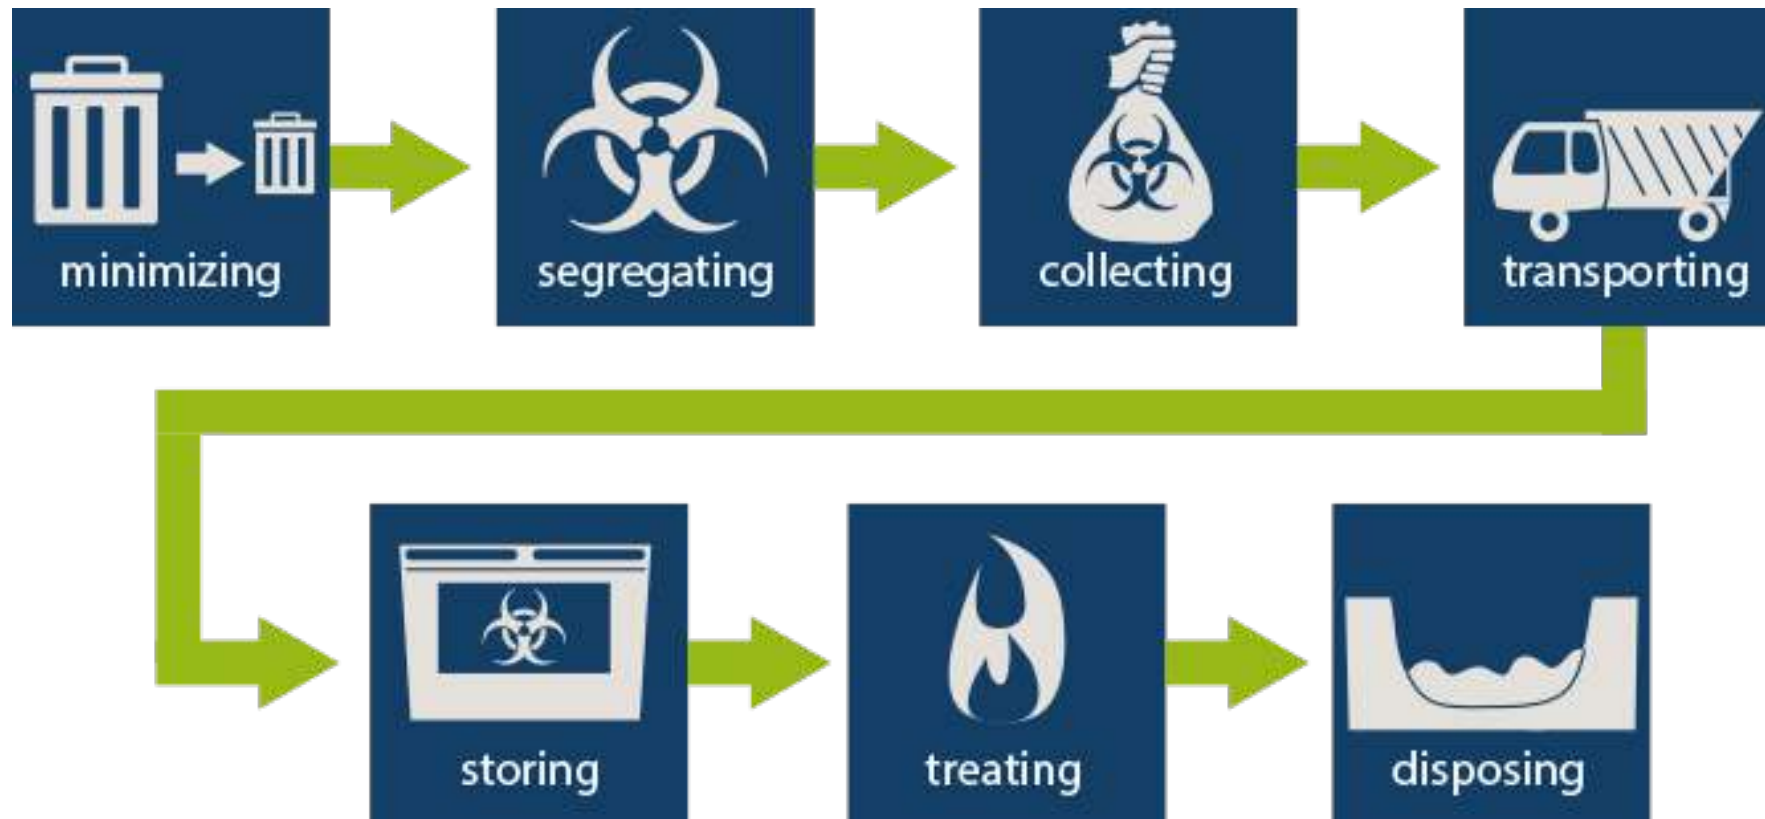 minimizing
segregating
collecting
transporting
storing
treating
disposing